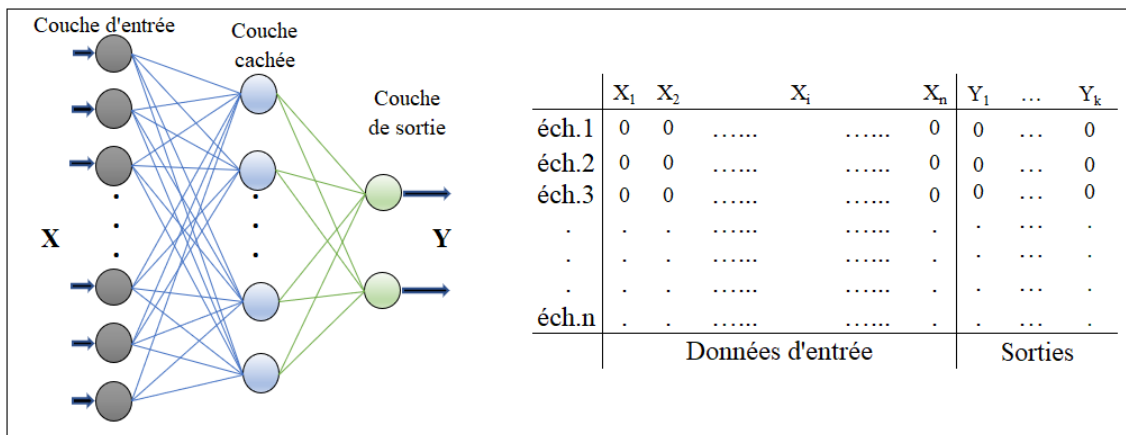 Couche d'entrée
Couche
cachée
Couche
de sortie
X
Y
X₁ X₂ Xᵢ Xₙ Y₁ … Yₖ
éch.1 0 0 …... …... 0 0 … 0
éch.2 0 0 …... …... 0 0 … 0
éch.3 0 0 …... …... 0 0 … 0
. . . …... …... . . … .
. . . …... …... . . … .
. . . …... …... . . … .
éch.n . . …... …... . . … .
Données d'entrée Sorties